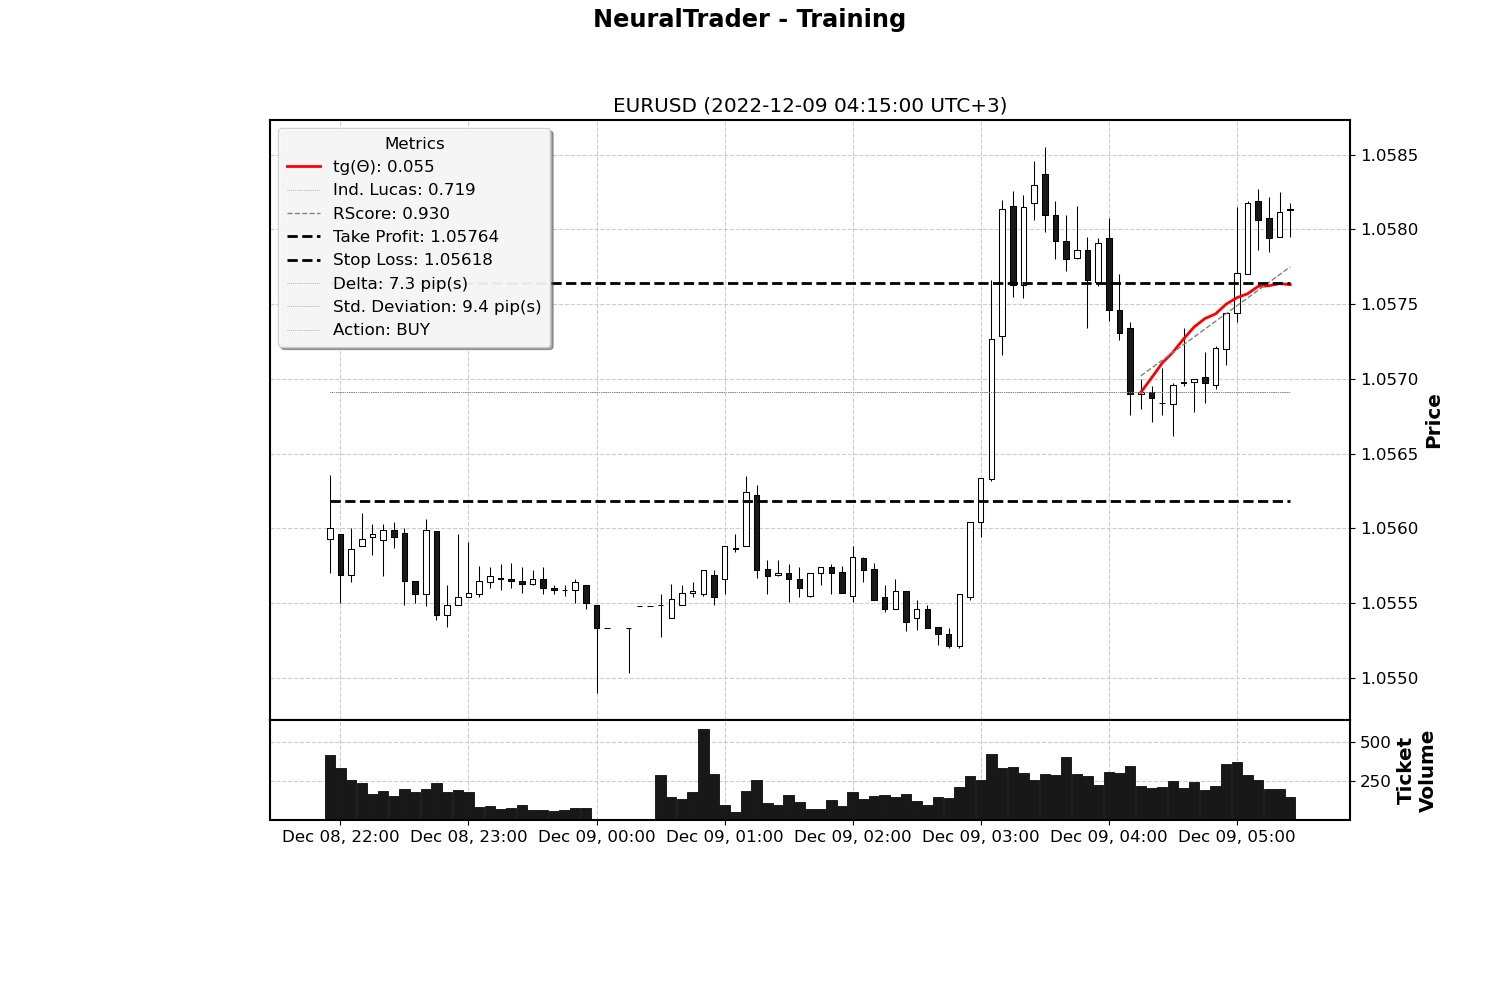 NeuralTrader - Training
EURUSD (2022-12-09 04:15:00 UTC+3)
Metrics
tg(Θ): 0.055
Ind. Lucas: 0.719
RScore: 0.930
Take Profit: 1.05764
Stop Loss: 1.05618
Delta: 7.3 pip(s)
Std. Deviation: 9.4 pip(s)
Action: BUY
1.0585
1.0580
1.0575
1.0570
1.0565
1.0560
1.0555
1.0550
Price
500
250
Ticket
Volume
Dec 08, 22:00 Dec 08, 23:00 Dec 09, 00:00 Dec 09, 01:00 Dec 09, 02:00 Dec 09, 03:00 Dec 09, 04:00 Dec 09, 05:00